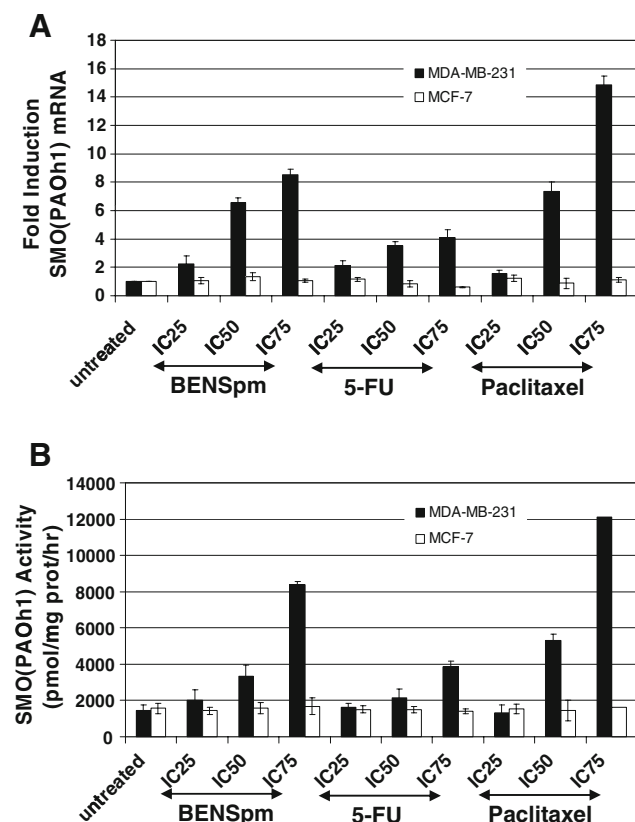 A
Fold Induction
SMO(PAOh1) mRNA
18
16
14
12
10
8
6
4
2
0
MDA-MB-231
MCF-7
untreated
IC25
IC50
IC75
IC25
IC50
IC75
IC25
IC50
IC75
BENSpm
5-FU
Paclitaxel
B
SMO(PAOh1) Activity
(pmol/mg prot/hr)
14000
12000
10000
8000
6000
4000
2000
0
MDA-MB-231
MCF-7
untreated
IC25
IC50
IC75
IC25
IC50
IC75
IC25
IC50
IC75
BENSpm
5-FU
Paclitaxel